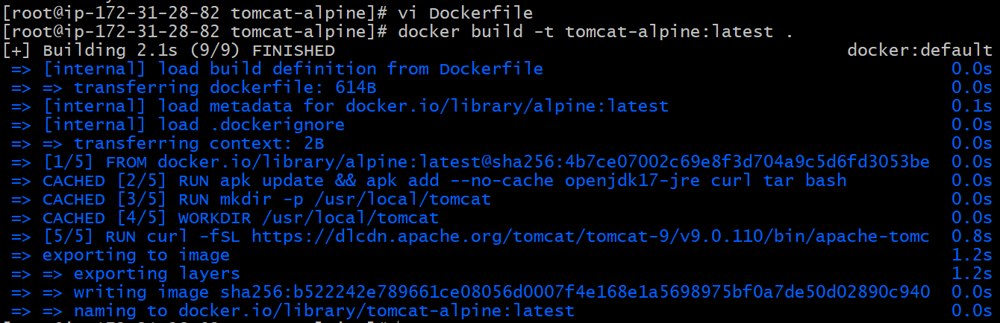 [root@ip-172-31-28-82 tomcat-alpine]# vi Dockerfile
[root@ip-172-31-28-82 tomcat-alpine]# docker build -t tomcat-alpine:latest .
[+] Building 2.1s (9/9) FINISHED docker:default
=> [internal] load build definition from Dockerfile 0.0s
=> => transferring dockerfile: 614B 0.0s
=> [internal] load metadata for docker.io/library/alpine:latest 0.1s
=> [internal] load .dockerignore 0.0s
=> => transferring context: 2B 0.0s
=> [1/5] FROM docker.io/library/alpine:latest@sha256:4b7ce07002c69e8f3d704a9c5d6fd3053be 0.0s
=> CACHED [2/5] RUN apk update && apk add --no-cache openjdk17-jre curl tar bash 0.0s
=> CACHED [3/5] RUN mkdir -p /usr/local/tomcat 0.0s
=> CACHED [4/5] WORKDIR /usr/local/tomcat 0.0s
=> [5/5] RUN curl -fSL https://dlcdn.apache.org/tomcat/tomcat-9/v9.0.110/bin/apache-tomc 0.8s
=> exporting to image 1.2s
=> => exporting layers 1.2s
=> => writing image sha256:b522242e789661ce08056d0007f4e168e1a5698975bf0a7de50d02890c940 0.0s
=> => naming to docker.io/library/tomcat-alpine:latest 0.0s
[root@ip-172-31-28-82 tomcat-alpine]#